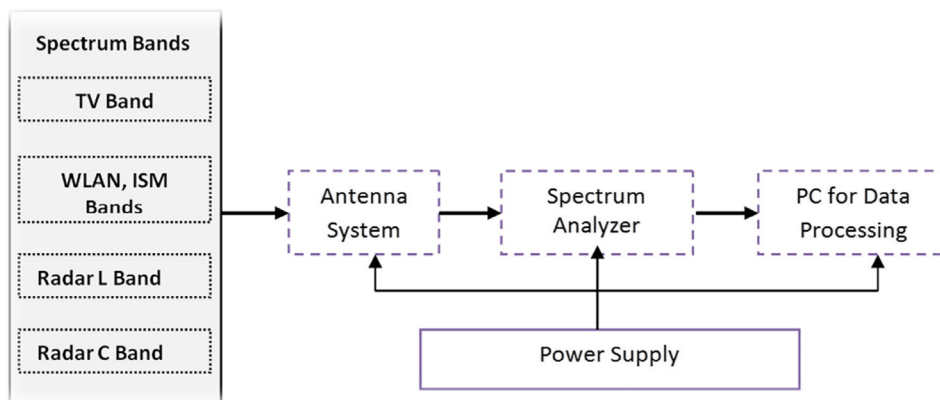 Spectrum Bands
TV Band
WLAN, ISM
Bands
Radar L Band
Radar C Band
Antenna
System
Spectrum
Analyzer
PC for Data
Processing
Power Supply